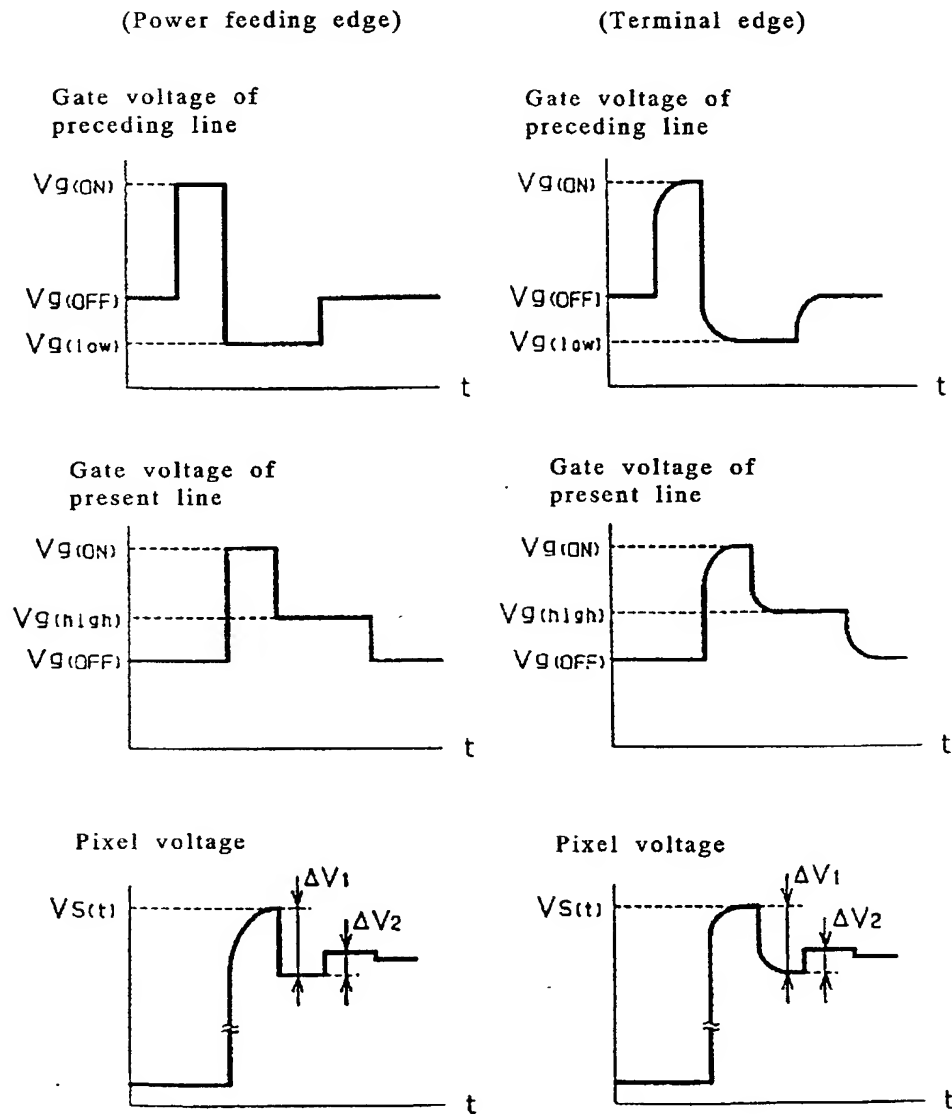 (Power feeding edge)
(Terminal edge)
Gate voltage of
preceding line
Vg(ON)
Vg(OFF)
Vg(low)
t
Gate voltage of
preceding line
Vg(ON)
Vg(OFF)
Vg(low)
t
Gate voltage of
present line
Vg(ON)
Vg(high)
Vg(OFF)
t
Gate voltage of
present line
Vg(ON)
Vg(high)
Vg(OFF)
t
Pixel voltage
VS(t)
ΔV1
ΔV2
t
Pixel voltage
VS(t)
ΔV1
ΔV2
t